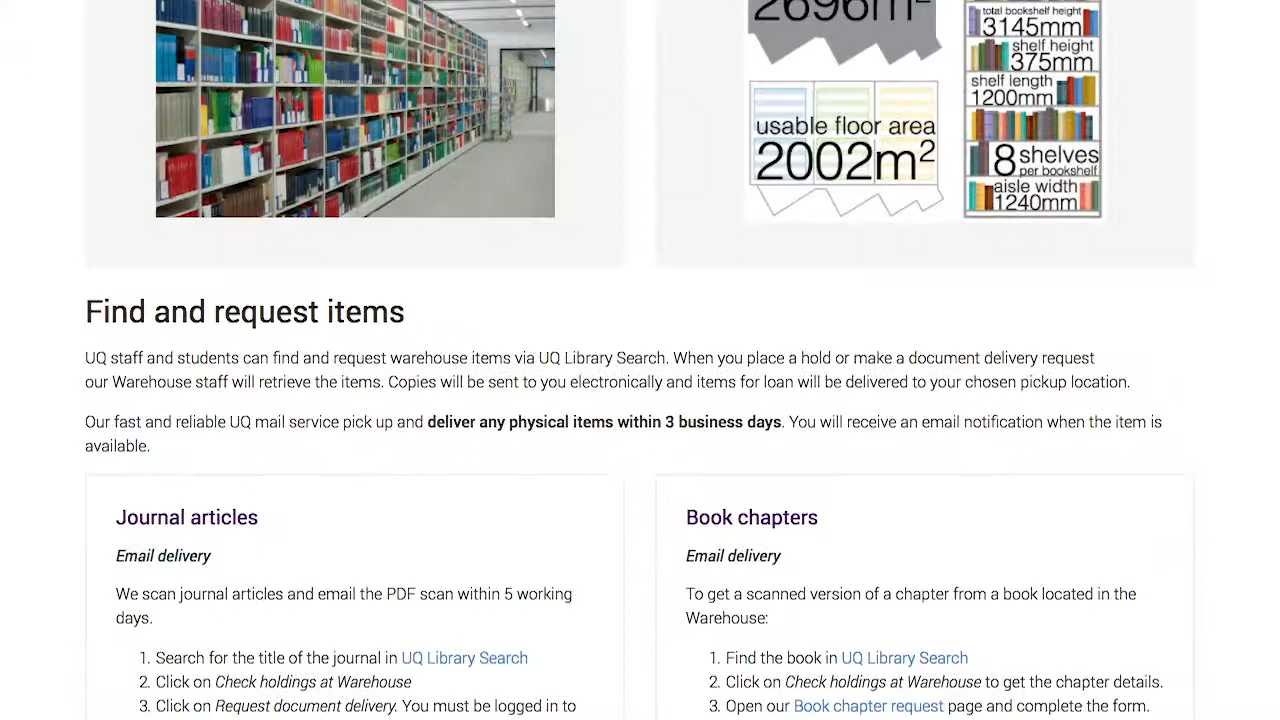 2696m²
usable floor area
2002m²
total bookshelf height
3145mm
shelf height
375mm
shelf length
1200mm
8 shelves
per bookshelf
aisle width
1240mm
Find and request items
UQ staff and students can find and request warehouse items via UQ Library Search. When you place a hold or make a document delivery request
our Warehouse staff will retrieve the items. Copies will be sent to you electronically and items for loan will be delivered to your chosen pickup location.
Our fast and reliable UQ mail service pick up and deliver any physical items within 3 business days. You will receive an email notification when the item is
available.
Journal articles
Email delivery
We scan journal articles and email the PDF scan within 5 working
days.
1. Search for the title of the journal in UQ Library Search
2. Click on Check holdings at Warehouse
3. Click on Request document delivery. You must be logged in to
Book chapters
Email delivery
To get a scanned version of a chapter from a book located in the
Warehouse:
1. Find the book in UQ Library Search
2. Click on Check holdings at Warehouse to get the chapter details.
3. Open our Book chapter request page and complete the form.